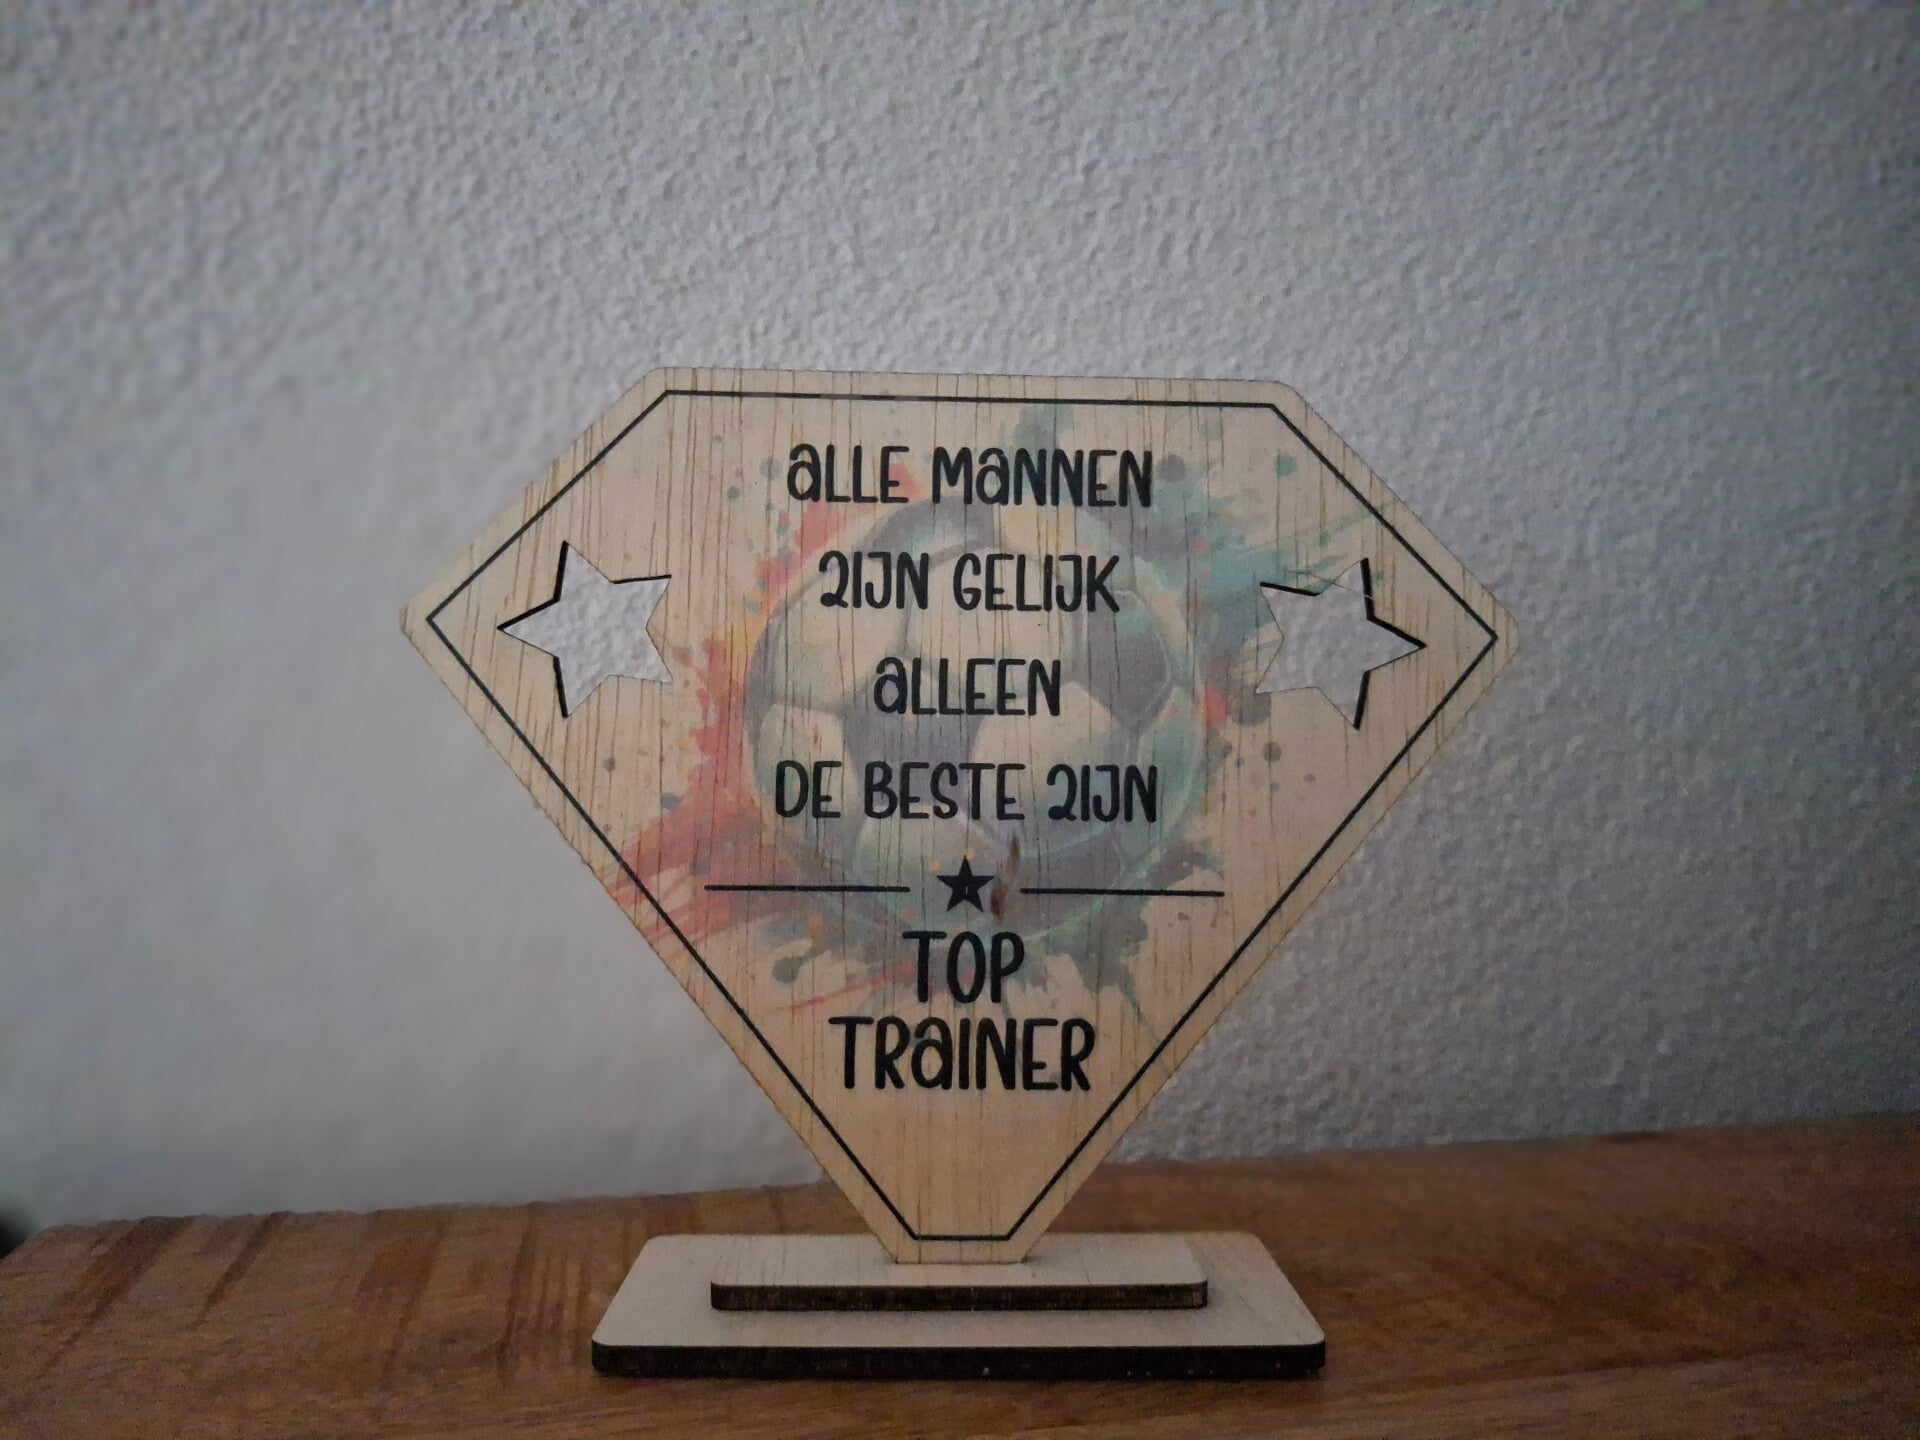 aLLE MaNNEN
ZIJN GELIJK
aLLEEN
DE BESTE ZIJN
TOP
TRaINER